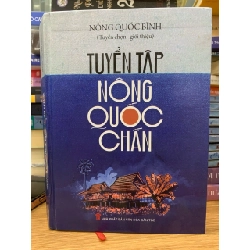 NÔNG QUỐC BÌNH
(Tuyển chọn - giới thiệu)
TUYỂN TẬP
NÔNG
QUỐC
CHẤN